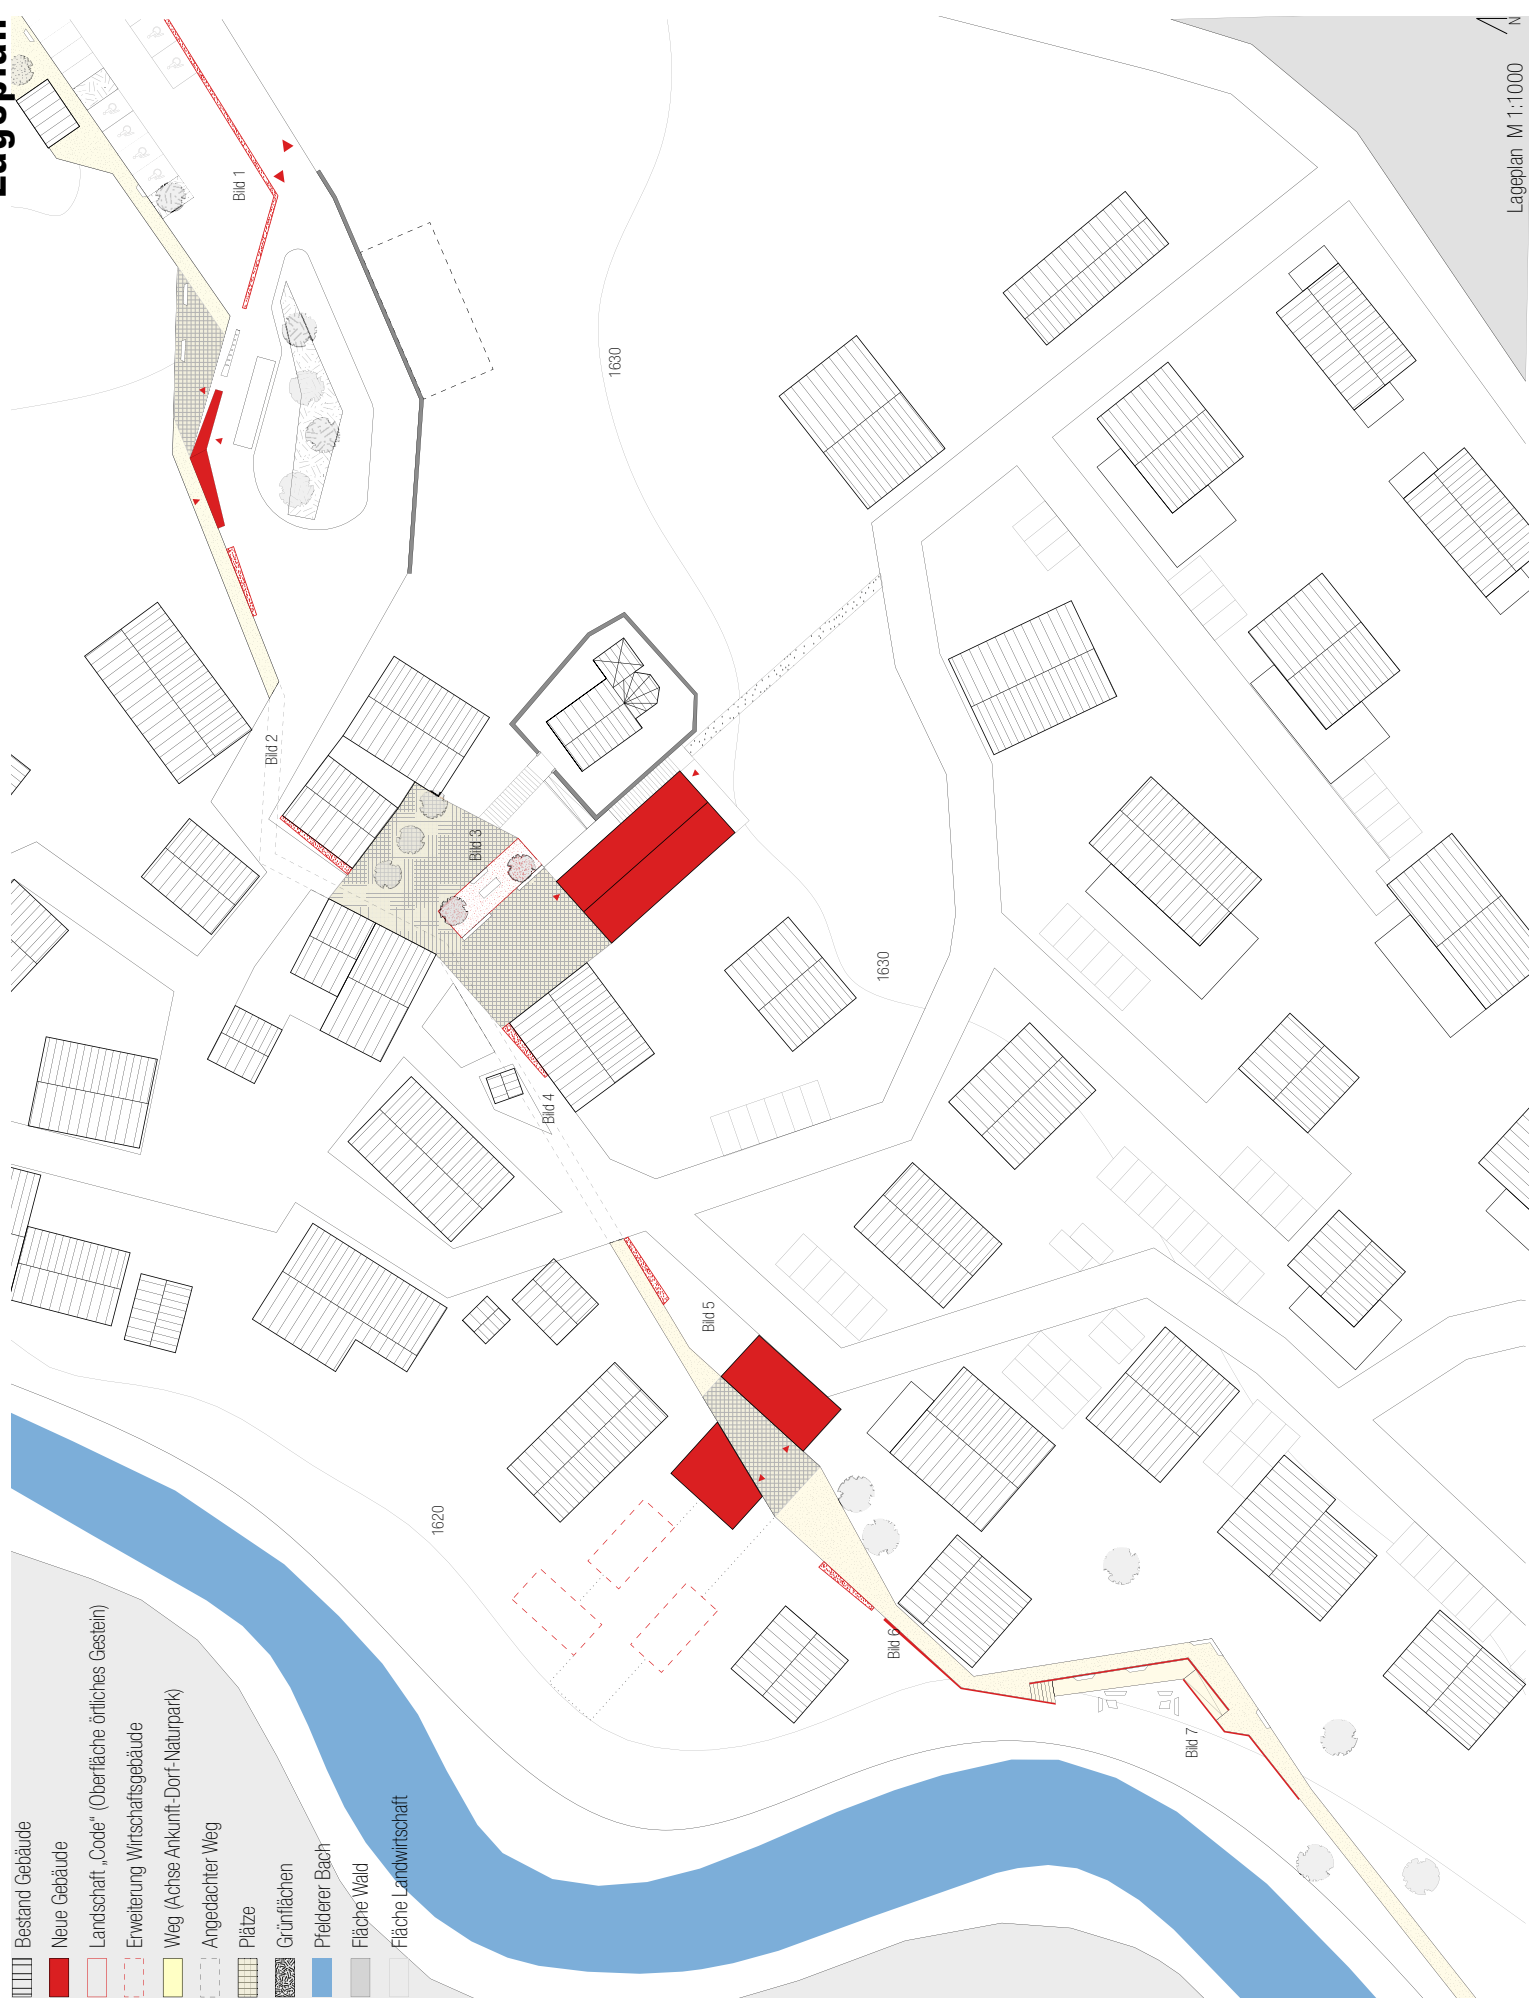 Lageplan
Lageplan M 1:1000
N
Bild 1
Bild 2
Bild 3
Bild 4
Bild 5
Bild 6
Bild 7
1630
1630
1620
Bestand Gebäude
Neue Gebäude
Landschaft „Code“ (Oberfläche örtliches Gestein)
Erweiterung Wirtschaftsgebäude
Weg (Achse Ankunft-Dorf-Naturpark)
Angedachter Weg
Plätze
Grünflächen
Pfelderer Bach
Fläche Wald
Fläche Landwirtschaft